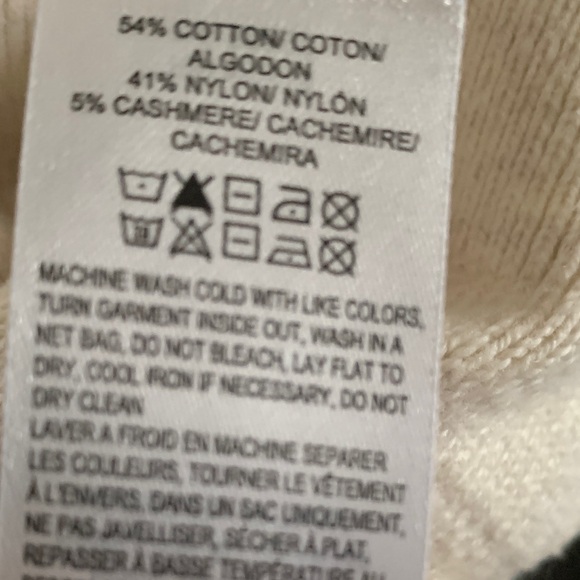 54% COTTON/ COTON/
ALGODON
41% NYLON/ NYLÓN
5% CASHMERE/ CACHEMIRE/
CACHEMIRA
MACHINE WASH COLD WITH LIKE COLORS,
TURN GARMENT INSIDE OUT, WASH IN A
NET BAG, DO NOT BLEACH, LAY FLAT TO
DRY, COOL IRON IF NECESSARY, DO NOT
DRY CLEAN
LAVER A FROID EN MACHINE SEPARER
LES COULEURS, TOURNER LE VÊTEMENT
À L'ENVERS, DANS UN SAC UNIQUEMENT,
NE PAS JAVELLISER, SÉCHER À PLAT,
REPASSER À BASSE TEMPÉRATURE AU